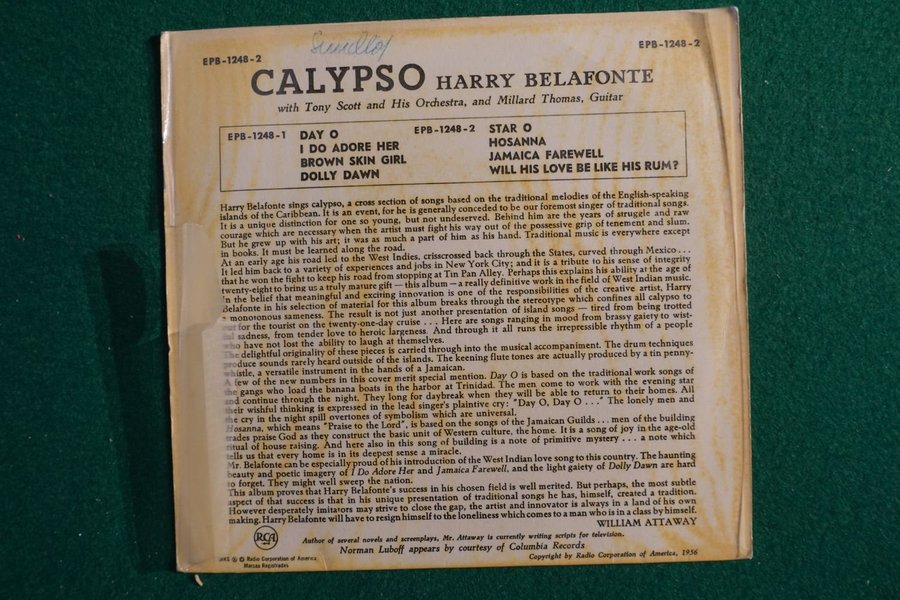 EPB-1248-2
EPB-1248-2
CALYPSO HARRY BELAFONTE
with Tony Scott and His Orchestra, and Millard Thomas, Guitar
EPB-1248-1 DAY O
I DO ADORE HER
BROWN SKIN GIRL
DOLLY DAWN
EPB-1248-2 STAR O
HOSANNA
JAMAICA FAREWELL
WILL HIS LOVE BE LIKE HIS RUM?
Harry Belafonte sings calypso, a cross section of songs based on the traditional melodies of the English-speaking
islands of the Caribbean. It is an event, for he is generally conceded to be our foremost singer of traditional songs.
It is a unique distinction for one so young, but not undeserved. Behind him are the years of struggle and raw
courage which are necessary when the artist must fight his way out of the possessive grip of tenement and slum.
But he grew up with his art; it was as much a part of him as his hand. Traditional music is everywhere except
in books. It must be learned along the road.
At an early age his road led to the West Indies, crisscrossed back through the States, curved through Mexico . . .
It led him back to a variety of experiences and jobs in New York City; and it is a tribute to his sense of integrity
that he won the fight to keep his road from stopping at Tin Pan Alley. Perhaps this explains his ability at the age of
twenty-eight to bring us a truly mature gift — this album — a really definitive work in the field of West Indian music.
In the belief that meaningful and exciting innovation is one of the responsibilities of the creative artist, Harry
Belafonte in his selection of material for this album breaks through the stereotype which confines all calypso to
a monotonous sameness. The result is not just another presentation of island songs — tired from being trotted
out for the tourist on the twenty-one-day cruise . . . Here are songs ranging in mood from brassy gaiety to wist-
ful sadness, from tender love to heroic largeness. And through it all runs the irrepressible rhythm of a people
who have not lost the ability to laugh at themselves.
The delightful originality of these pieces is carried through into the musical accompaniment. The drum techniques
produce sounds rarely heard outside of the islands. The keening flute tones are actually produced by a tin penny-
whistle, a versatile instrument in the hands of a Jamaican.
A few of the new numbers in this cover merit special mention. Day O is based on the traditional work songs of
the gangs who load the banana boats in the harbor at Trinidad. The men come to work with the evening star
and continue through the night. They long for daybreak when they will be able to return to their homes. All
their wishful thinking is expressed in the lead singer's plaintive cry: "Day O, Day O . . ." The lonely men and
the cry in the night spill overtones of symbolism which are universal.
Hosanna, which means "Praise to the Lord", is based on the songs of the Jamaican Guilds . . . men of the building
trades praise God as they construct the basic unit of Western culture, the home. It is a song of joy in the age-old
ritual of house raising. And here also in this song of building is a note of primitive mystery . . . a note which
tells us that every home is in its deepest sense a miracle.
Mr. Belafonte can be especially proud of his introduction of the West Indian love song to this country. The haunting
beauty and poetic imagery of I Do Adore Her and Jamaica Farewell, and the light gaiety of Dolly Dawn are hard
to forget. They might well sweep the nation.
This album proves that Harry Belafonte's success in his chosen field is well merited. But perhaps, the most subtle
aspect of that success is that in his unique presentation of traditional songs he has, himself, created a tradition.
However desperately imitators may strive to close the gap, the artist and innovator is always in a land of his own
making. Harry Belafonte will have to resign himself to the loneliness which comes to a man who is in a class by himself.
WILLIAM ATTAWAY
RCA
Author of several novels and screenplays, Mr. Attaway is currently writing scripts for television.
Norman Luboff appears by courtesy of Columbia Records
® © Radio Corporation of America
Marcas Registradas
Copyright by Radio Corporation of America, 1956